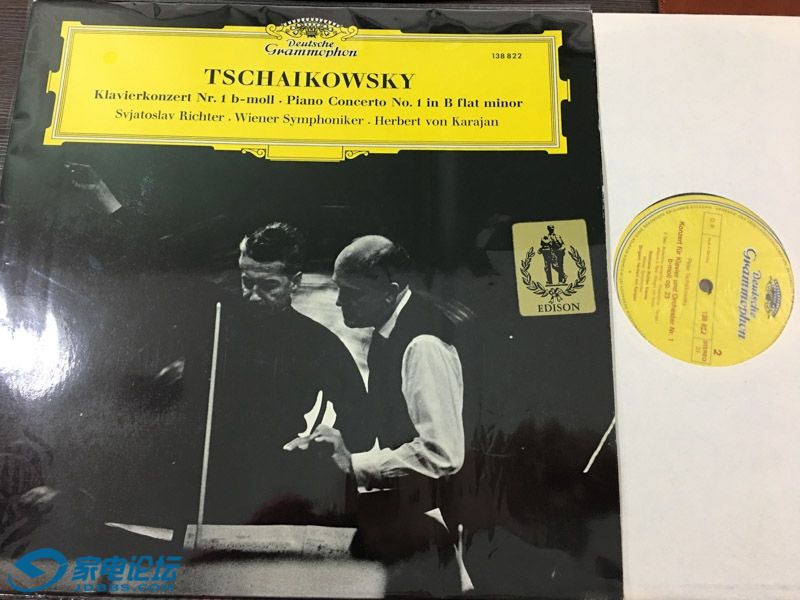 Deutsche
Grammophon
138 822
TSCHAIKOWSKY
Klavierkonzert Nr. 1 b-moll · Piano Concerto No. 1 in B flat minor
Svjatoslav Richter · Wiener Symphoniker · Herbert von Karajan
EDISON
Deutsche
Grammophon
138 822
STEREO
2
Konzert für Klavier und Orchester Nr. 1
b-moll op. 23
家电论坛
JDBBS.COM